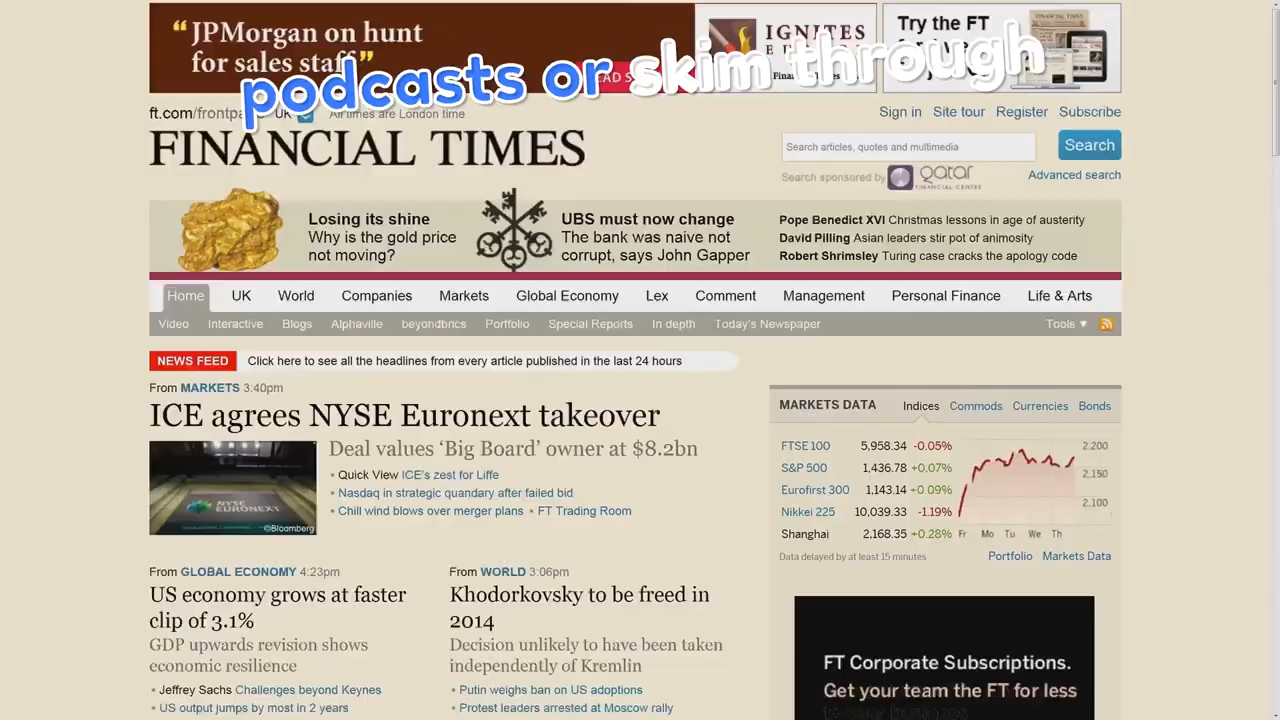 “JPMorgan on hunt
for sales staff”
IGNITES
Try the FT
podcasts or skim through
ft.com/frontpa UK All times are London time
Sign in Site tour Register Subscribe
FINANCIAL TIMES
Search articles, quotes and multimedia
Search
Search sponsored by qatar
FINANCIAL CENTRE
Advanced search
Losing its shine
Why is the gold price
not moving?
UBS must now change
The bank was naive not
corrupt, says John Gapper
Pope Benedict XVI Christmas lessons in age of austerity
David Pilling Asian leaders stir pot of animosity
Robert Shrimsley Turing case cracks the apology code
Home UK World Companies Markets Global Economy Lex Comment Management Personal Finance Life & Arts
Video Interactive Blogs Alphaville beyondbrics Portfolio Special Reports In depth Today's Newspaper Tools ▼
NEWS FEED Click here to see all the headlines from every article published in the last 24 hours
From MARKETS 3:40pm
ICE agrees NYSE Euronext takeover
NYSE
EURONEXT
©Bloomberg
Deal values ‘Big Board’ owner at $8.2bn
Quick View ICE's zest for Liffe
Nasdaq in strategic quandary after failed bid
Chill wind blows over merger plans FT Trading Room
MARKETS DATA Indices Commods Currencies Bonds
FTSE 100 5,958.34 -0.05%
S&P 500 1,436.78 +0.07%
Eurofirst 300 1,143.14 +0.09%
Nikkei 225 10,039.33 -1.19%
Shanghai 2,168.35 +0.28%
2,200
2,150
2,100
Fr Mo Tu We Th
Data delayed by at least 15 minutes Portfolio Markets Data
From GLOBAL ECONOMY 4:23pm
US economy grows at faster
clip of 3.1%
GDP upwards revision shows
economic resilience
Jeffrey Sachs Challenges beyond Keynes
US output jumps by most in 2 years
From WORLD 3:06pm
Khodorkovsky to be freed in
2014
Decision unlikely to have been taken
independently of Kremlin
Putin weighs ban on US adoptions
Protest leaders arrested at Moscow rally
FT Corporate Subscriptions.
Get your team the FT for less